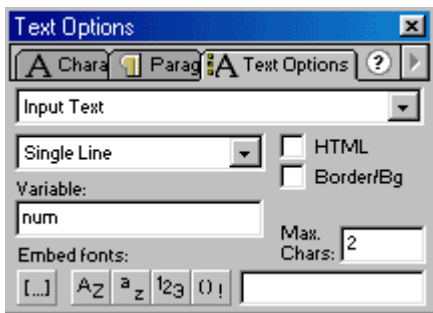 Text Options
A Chara Parag A Text Options ?
Input Text
Single Line
HTML
Border/Bg
Variable:
num
Max.
Chars: 2
Embed fonts:
[...] AZ az 123 ()!